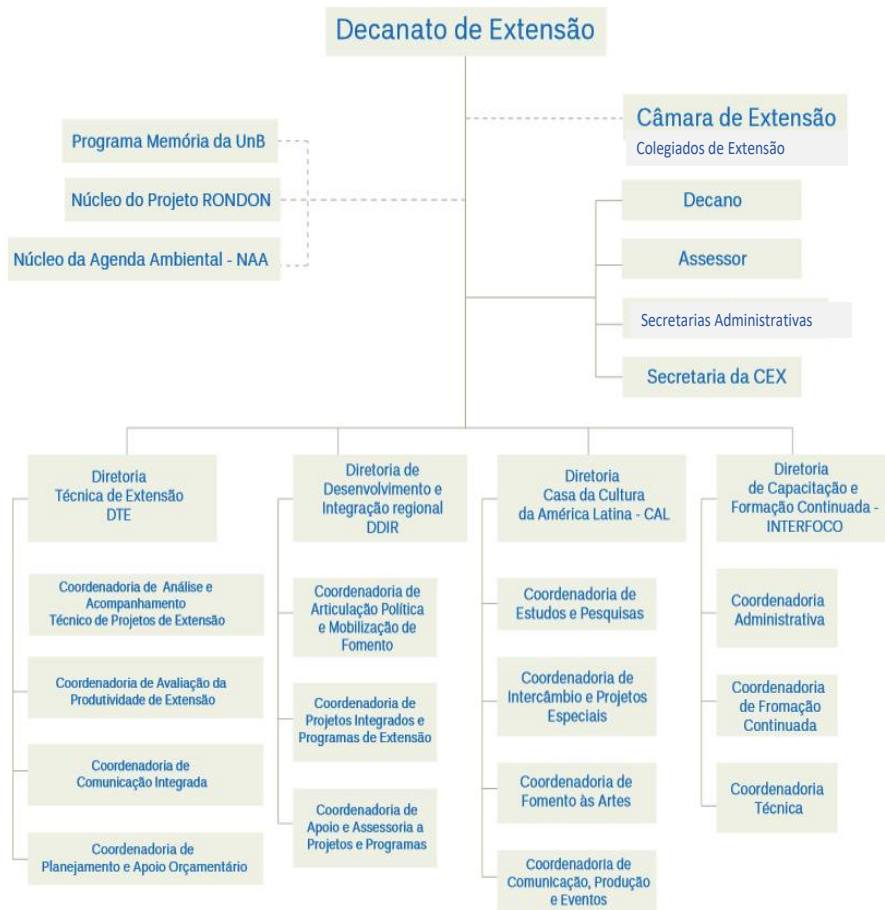 Decanato de Extensão
Câmara de Extensão
Colegiados de Extensão
Programa Memória da UnB
Núcleo do Projeto RONDON
Núcleo da Agenda Ambiental - NAA
Decano
Assessor
Secretarias Administrativas
Secretaria da CEX
Diretoria
Técnica de Extensão
DTE
Coordenadoria de Análise e
Acompanhamento
Técnico de Projetos de Extensão
Coordenadoria de Avaliação da
Produtividade de Extensão
Coordenadoria de
Comunicação Integrada
Coordenadoria de
Planejamento e Apoio Orçamentário
Diretoria de
Desenvolvimento e
Integração regional
DDIR
Coordenadoria de
Articulação Política
e Mobilização de
Fomento
Coordenadoria de
Projetos Integrados e
Programas de Extensão
Coordenadoria de
Apoio e Assessoria a
Projetos e Programas
Diretoria
Casa da Cultura
da América Latina - CAL
Coordenadoria de
Estudos e Pesquisas
Coordenadoria de
Intercâmbio e Projetos
Especiais
Coordenadoria de
Fomento às Artes
Coordenadoria de
Comunicação, Produção
e Eventos
Diretoria
de Capacitação e
Formação Continuada -
INTERFOCO
Coordenadoria
Administrativa
Coordenadoria
de Fromação
Continuada
Coordenadoria
Técnica